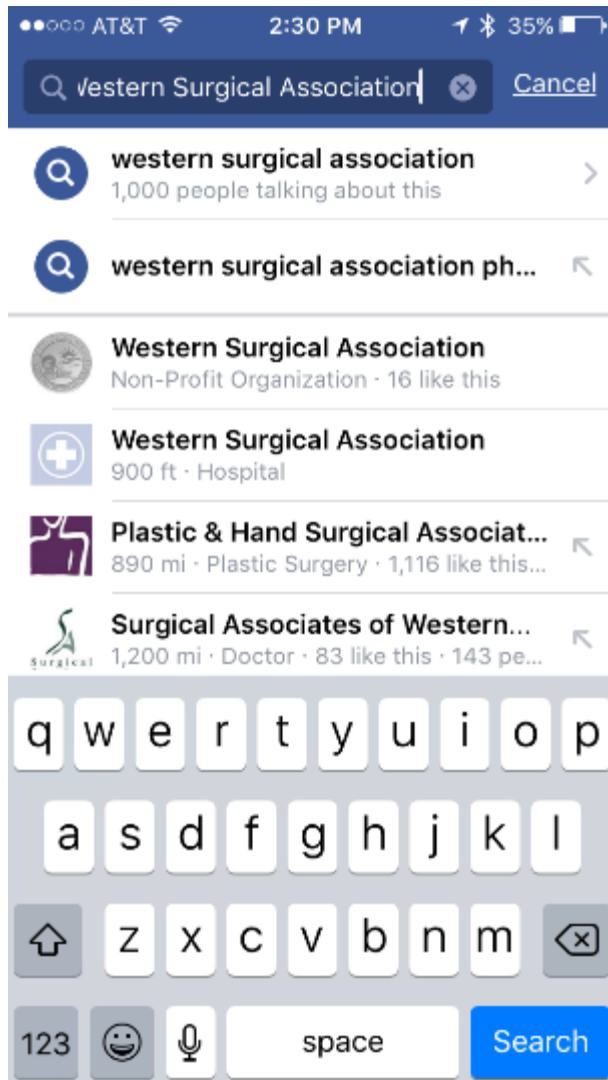 AT&T 2:30 PM 35%
Western Surgical Association Cancel
western surgical association
1,000 people talking about this
western surgical association ph...
Western Surgical Association
Non-Profit Organization · 16 like this
Western Surgical Association
900 ft · Hospital
Plastic & Hand Surgical Associat...
890 mi · Plastic Surgery · 1,116 like this...
Surgical Associates of Western...
Surgical 1,200 mi · Doctor · 83 like this · 143 pe...
q w e r t y u i o p
a s d f g h j k l
z x c v b n m
123 space Search